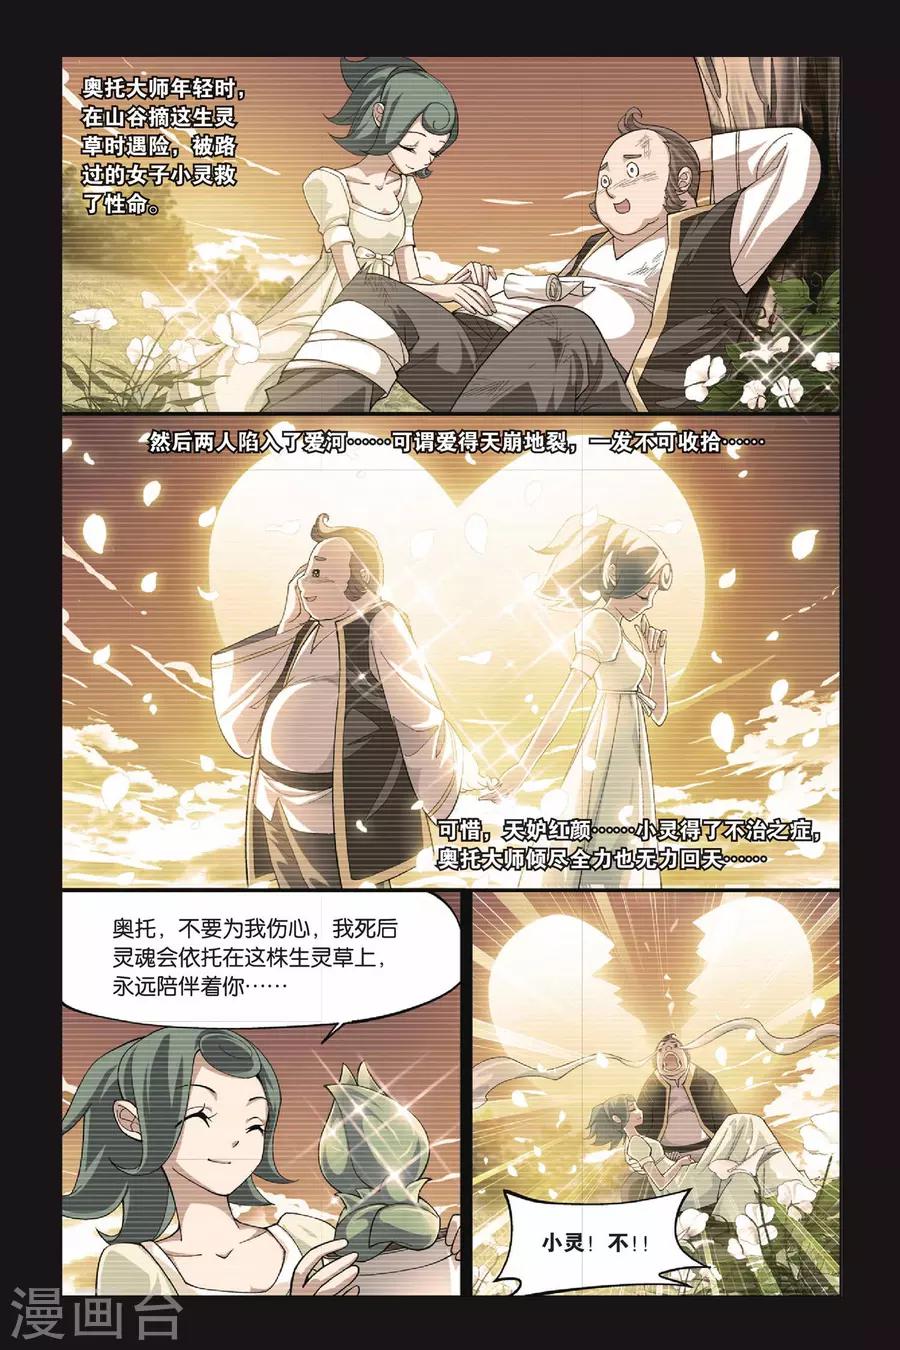 奥托大师年轻时，
在山谷摘这生灵
草时遇险，被路
过的女子小灵救
了性命。
然后两人陷入了爱河……可谓爱得天崩地裂，一发不可收拾……
可惜，天妒红颜……小灵得了不治之症，
奥托大师倾尽全力也无力回天……
奥托，不要为我伤心，我死后
灵魂会依托在这株生灵草上，
永远陪伴着你……
小灵！不！！
漫画台